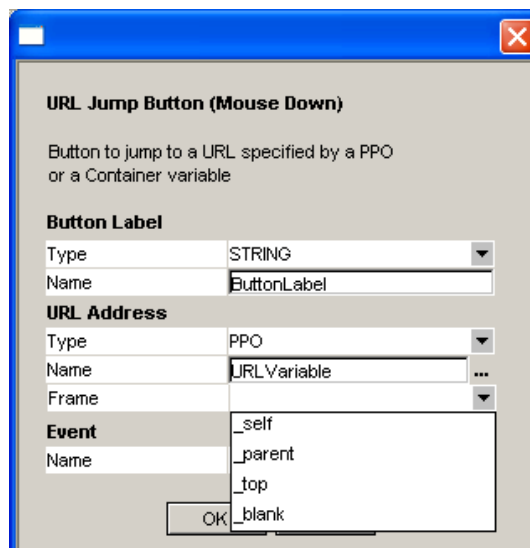 URL Jump Button (Mouse Down)
Button to jump to a URL specified by a PPO
or a Container variable
Button Label
Type STRING
Name ButtonLabel
URL Address
Type PPO
Name URLVariable ...
Frame
_self
Event
_parent
Name
_top
OK
_blank